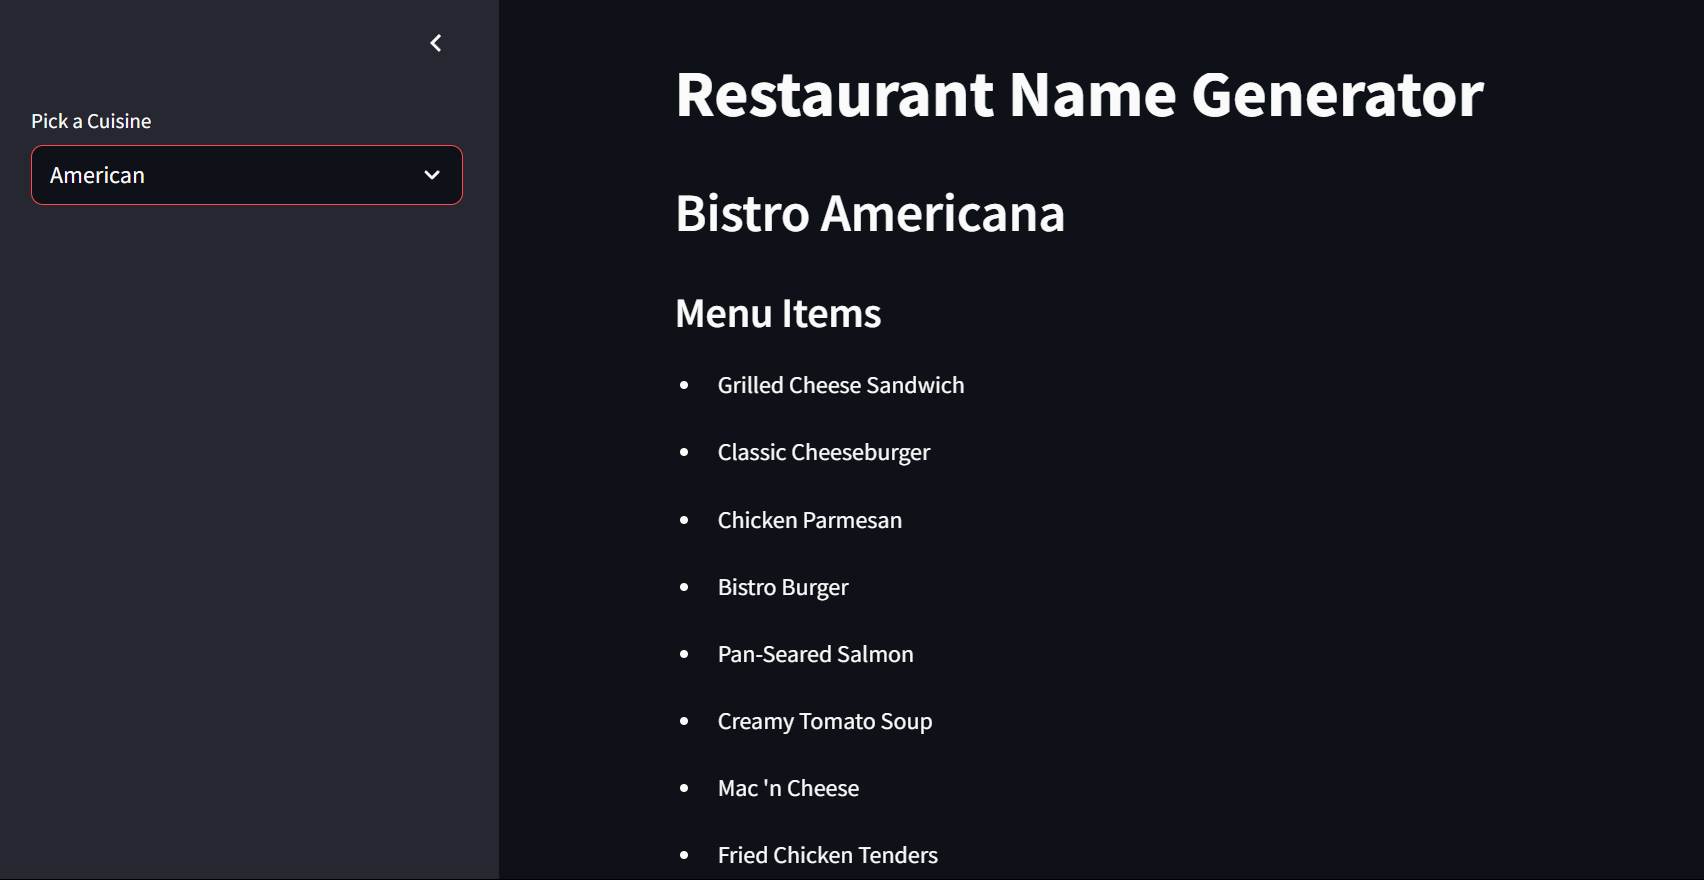 Pick a Cuisine
American
Restaurant Name Generator
Bistro Americana
Menu Items
Grilled Cheese Sandwich
Classic Cheeseburger
Chicken Parmesan
Bistro Burger
Pan-Seared Salmon
Creamy Tomato Soup
Mac 'n Cheese
Fried Chicken Tenders